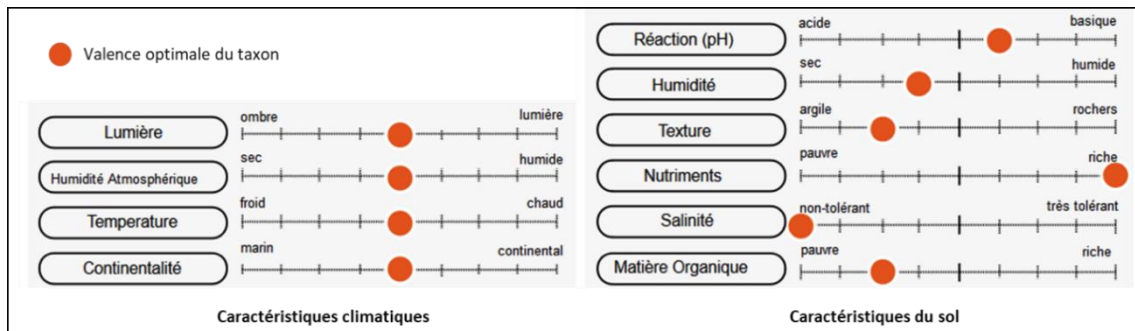 Valence optimale du taxon
Lumière
ombre
lumière
Humidité Atmosphérique
sec
humide
Temperature
froid
chaud
Continentalité
marin
continental
Caractéristiques climatiques
Réaction (pH)
acide
basique
Humidité
sec
humide
Texture
argile
rochers
Nutriments
pauvre
riche
Salinité
non-tolérant
très tolérant
Matière Organique
pauvre
riche
Caractéristiques du sol